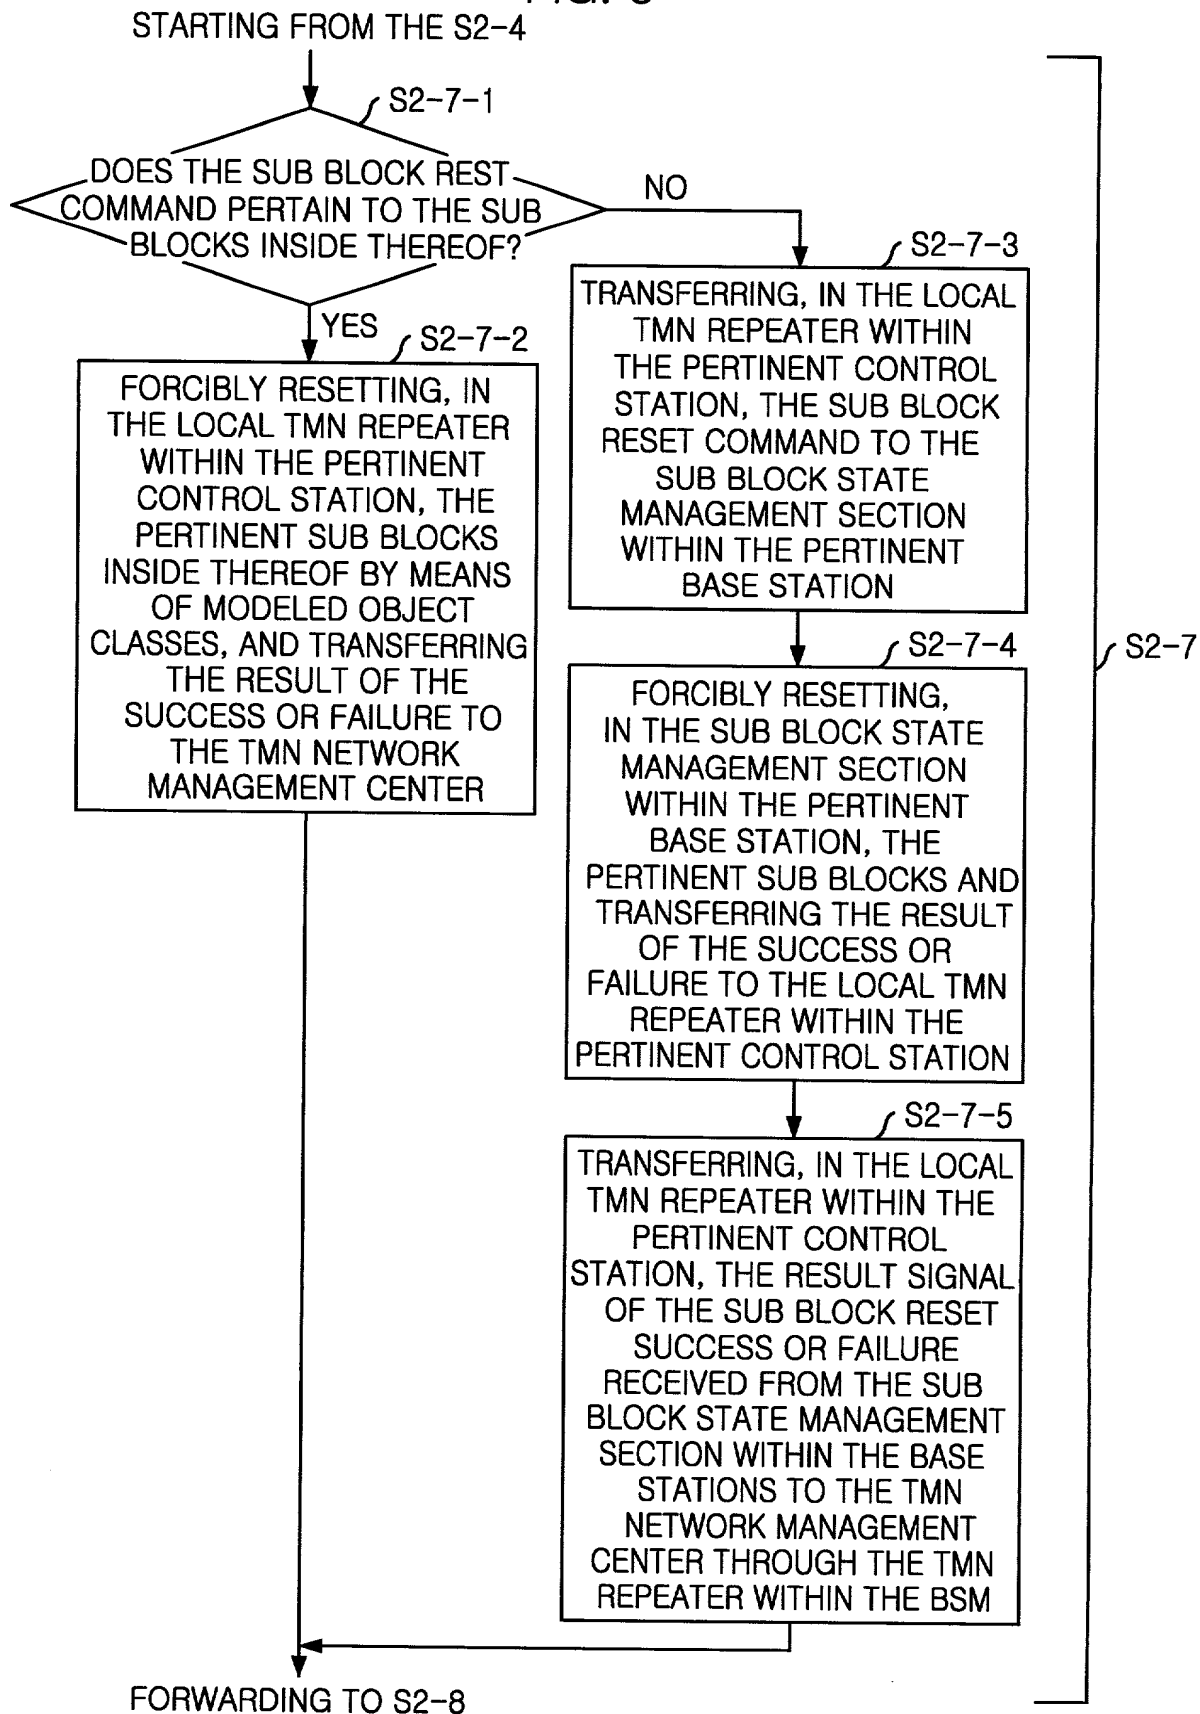 STARTING FROM THE S2-4
S2-7-1
DOES THE SUB BLOCK REST
COMMAND PERTAIN TO THE SUB
BLOCKS INSIDE THEREOF?
NO
YES
S2-7-2
FORCIBLY RESETTING, IN
THE LOCAL TMN REPEATER
WITHIN THE PERTINENT
CONTROL STATION, THE
PERTINENT SUB BLOCKS
INSIDE THEREOF BY MEANS
OF MODELED OBJECT
CLASSES, AND TRANSFERRING
THE RESULT OF THE
SUCCESS OR FAILURE TO
THE TMN NETWORK
MANAGEMENT CENTER
S2-7-3
TRANSFERRING, IN THE LOCAL
TMN REPEATER WITHIN
THE PERTINENT CONTROL
STATION, THE SUB BLOCK
RESET COMMAND TO THE
SUB BLOCK STATE
MANAGEMENT SECTION
WITHIN THE PERTINENT
BASE STATION
S2-7-4
FORCIBLY RESETTING,
IN THE SUB BLOCK STATE
MANAGEMENT SECTION
WITHIN THE PERTINENT
BASE STATION, THE
PERTINENT SUB BLOCKS AND
TRANSFERRING THE RESULT
OF THE SUCCESS OR
FAILURE TO THE LOCAL TMN
REPEATER WITHIN THE
PERTINENT CONTROL STATION
S2-7
S2-7-5
TRANSFERRING, IN THE LOCAL
TMN REPEATER WITHIN THE
PERTINENT CONTROL
STATION, THE RESULT SIGNAL
OF THE SUB BLOCK RESET
SUCCESS OR FAILURE
RECEIVED FROM THE SUB
BLOCK STATE MANAGEMENT
SECTION WITHIN THE BASE
STATIONS TO THE TMN
NETWORK MANAGEMENT
CENTER THROUGH THE TMN
REPEATER WITHIN THE BSM
FORWARDING TO S2-8